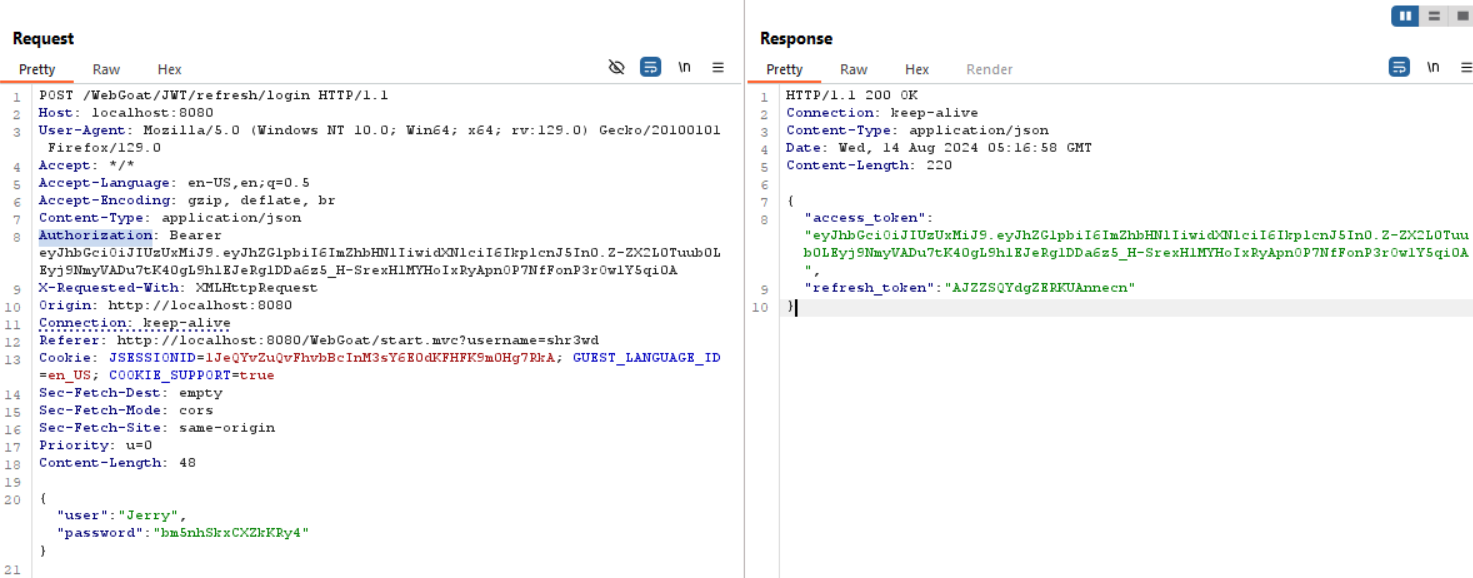 Request
Pretty Raw Hex \n
1 POST /WebGoat/JWT/refresh/login HTTP/1.1
2 Host: localhost:8080
3 User-Agent: Mozilla/5.0 (Windows NT 10.0; Win64; x64; rv:129.0) Gecko/20100101
Firefox/129.0
4 Accept: */*
5 Accept-Language: en-US,en;q=0.5
6 Accept-Encoding: gzip, deflate, br
7 Content-Type: application/json
8 Authorization: Bearer
eyJhbGciOiJIUzUxMiJ9.eyJhZG1pbiI6ImZhbHNlIiwidXNlciI6IkplcnJ5In0.Z-ZX2L0Tuub0L
Eyj9NmyVADu7tK40gL9h1EJeRg1DDa6z5_H-SrexH1MYHoIxRyApn0P7NfFonP3rOw1Y5qi0A
9 X-Requested-With: XMLHttpRequest
10 Origin: http://localhost:8080
11 Connection: keep-alive
12 Referer: http://localhost:8080/WebGoat/start.mvc?username=shr3wd
13 Cookie: JSESSIONID=1JeQYvZuQvFhvbBcInM3sY6E0dKFHFK9m0Hg7RkA; GUEST_LANGUAGE_ID
=en_US; COOKIE_SUPPORT=true
14 Sec-Fetch-Dest: empty
15 Sec-Fetch-Mode: cors
16 Sec-Fetch-Site: same-origin
17 Priority: u=0
18 Content-Length: 48
19
20 {
"user":"Jerry",
"password":"bm5nhSkxCXZkKRy4"
}
21
Response
Pretty Raw Hex Render \n
1 HTTP/1.1 200 OK
2 Connection: keep-alive
3 Content-Type: application/json
4 Date: Wed, 14 Aug 2024 05:16:58 GMT
5 Content-Length: 220
6
7 {
8 "access_token":
"eyJhbGciOiJIUzUxMiJ9.eyJhZG1pbiI6ImZhbHNlIiwidXNlciI6IkplcnJ5In0.Z-ZX2L0Tuu
b0LEyj9NmyVADu7tK40gL9h1EJeRg1DDa6z5_H-SrexH1MYHoIxRyApn0P7NfFonP3rOw1Y5qi0A
",
9 "refresh_token":"AJZZSQYdgZERKUAnnecn"
10 }